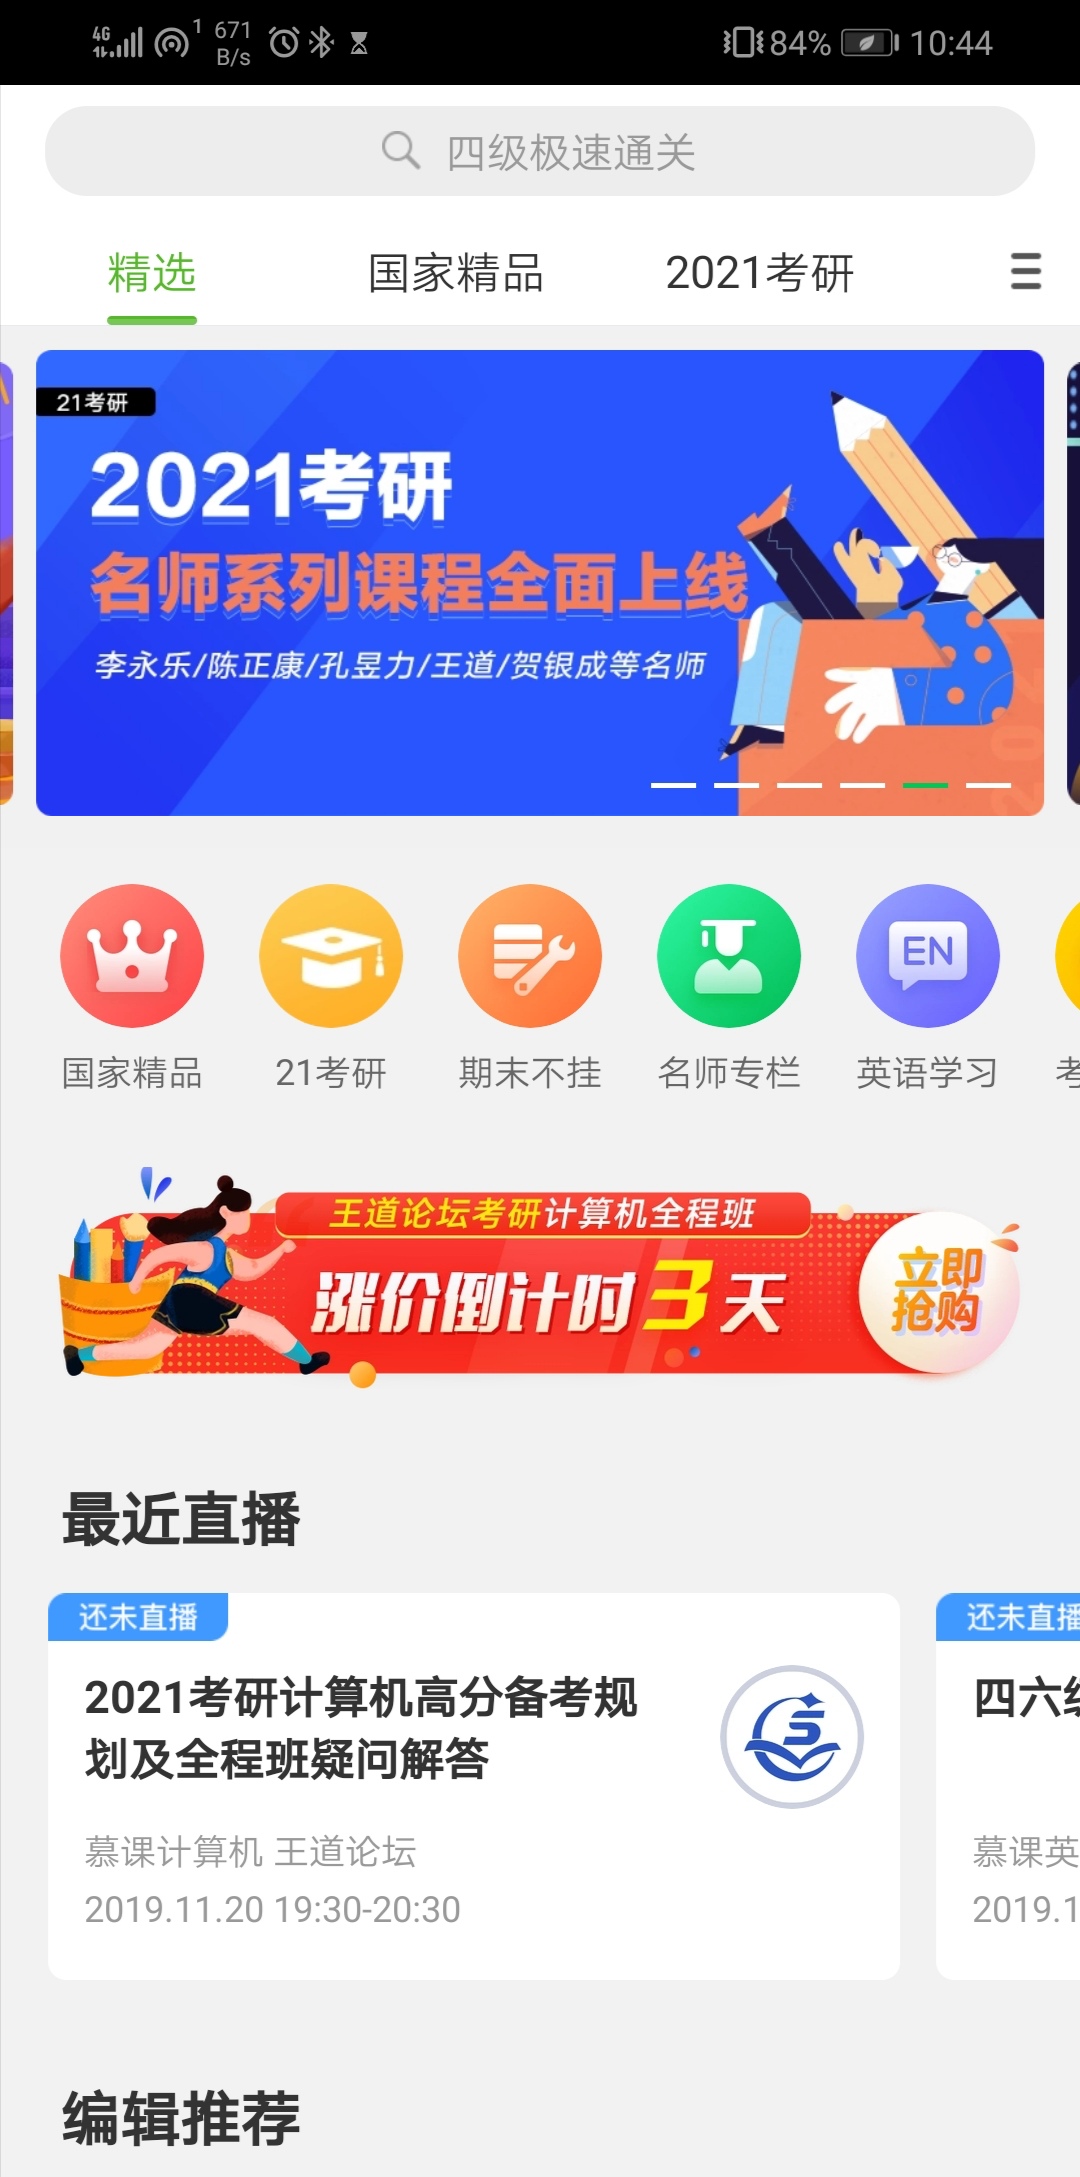 4G
1
671
B/s
84%
10:44
四级极速通关
精选
国家精品
2021考研
21考研
2021考研
名师系列课程全面上线
李永乐/陈正康/孔昱力/王道/贺银成等名师
国家精品
21考研
期末不挂
名师专栏
EN
英语学习
考
王道论坛考研计算机全程班
涨价倒计时3天
立即
抢购
最近直播
还未直播
2021考研计算机高分备考规
划及全程班疑问解答
慕课计算机 王道论坛
2019.11.20 19:30-20:30
还未直播
四六级
慕课英
2019.1
编辑推荐